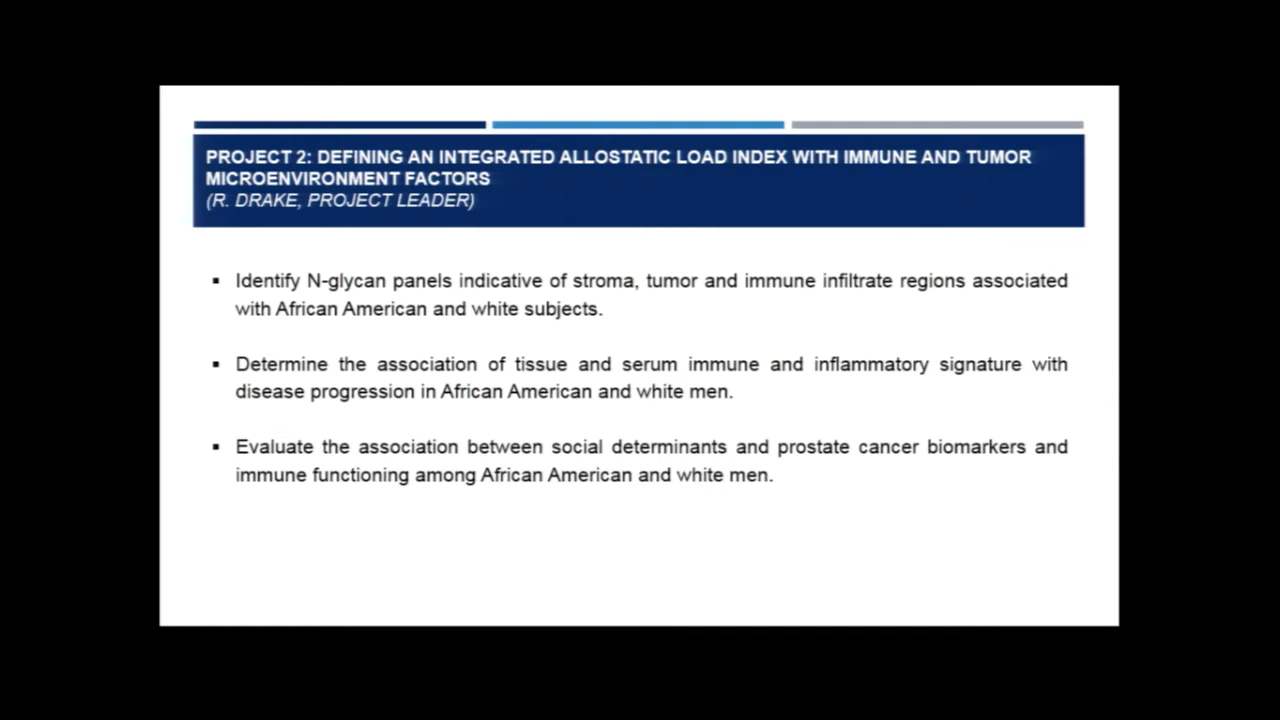 PROJECT 2: DEFINING AN INTEGRATED ALLOSTATIC LOAD INDEX WITH IMMUNE AND TUMOR
MICROENVIRONMENT FACTORS
(R. DRAKE, PROJECT LEADER)
▪ Identify N-glycan panels indicative of stroma, tumor and immune infiltrate regions associated
with African American and white subjects.
▪ Determine the association of tissue and serum immune and inflammatory signature with
disease progression in African American and white men.
▪ Evaluate the association between social determinants and prostate cancer biomarkers and
immune functioning among African American and white men.